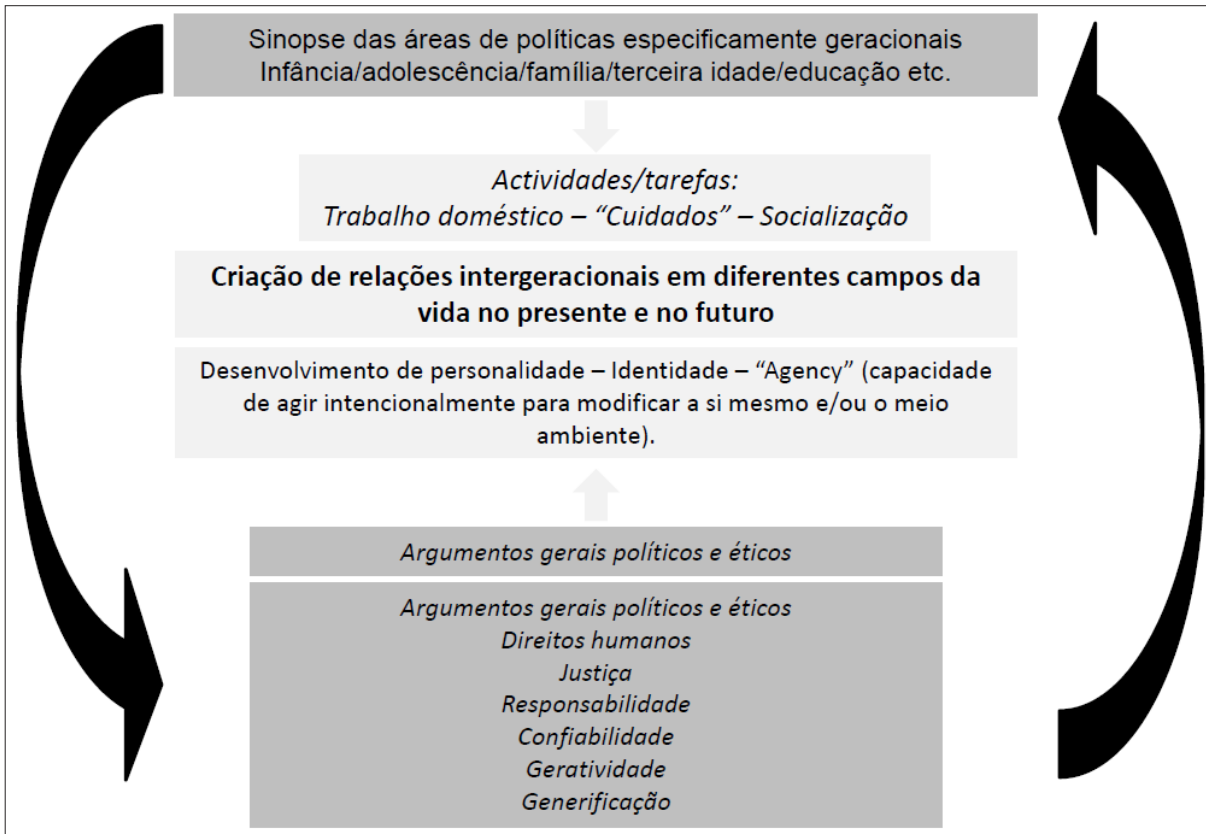 Sinopse das áreas de políticas especificamente geracionais
Infância/adolescência/família/terceira idade/educação etc.
Actividades/tarefas:
Trabalho doméstico – “Cuidados” – Socialização
Criação de relações intergeracionais em diferentes campos da
vida no presente e no futuro
Desenvolvimento de personalidade – Identidade – “Agency” (capacidade
de agir intencionalmente para modificar a si mesmo e/ou o meio
ambiente).
Argumentos gerais políticos e éticos
Argumentos gerais políticos e éticos
Direitos humanos
Justiça
Responsabilidade
Confiabilidade
Geratividade
Generificação